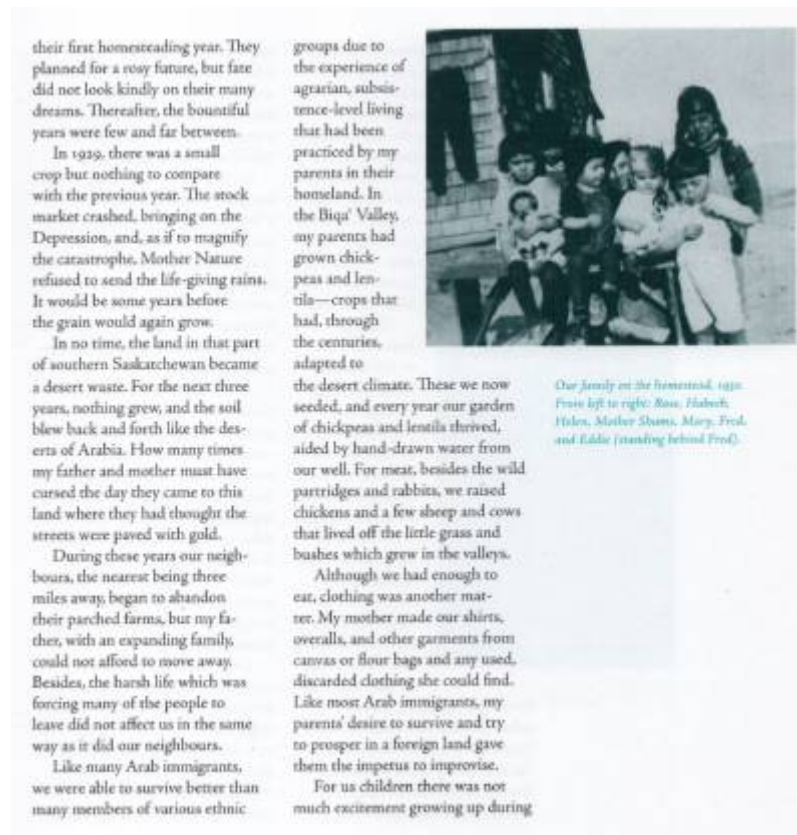 their first homesteading year. They
planned for a rosy future, but fate
did not look kindly on their many
dreams. Thereafter, the bountiful
years were few and far between.
In 1929, there was a small
crop but nothing to compare
with the previous year. The stock
market crashed, bringing on the
Depression, and, as if to magnify
the catastrophe, Mother Nature
refused to send the life-giving rains.
It would be some years before
the grain would again grow.
In no time, the land in that part
of southern Saskatchewan became
a desert waste. For the next three
years, nothing grew, and the soil
blew back and forth like the des-
erts of Arabia. How many times
my father and mother must have
cursed the day they came to this
land where they had thought the
streets were paved with gold.
During these years our neigh-
bours, the nearest being three
miles away, began to abandon
their parched farms, but my fa-
ther, with an expanding family,
could not afford to move away.
Besides, the harsh life which was
forcing many of the people to
leave did not affect us in the same
way as it did our neighbours.
Like many Arab immigrants,
we were able to survive better than
many members of various ethnic
groups due to
the experience of
agrarian, subsis-
tence-level living
that had been
practiced by my
parents in their
homeland. In
the Biqa' Valley,
my parents had
grown chick-
peas and len-
tils—crops that
had, through
the centuries,
adapted to
the desert climate. These we now
seeded, and every year our garden
of chickpeas and lentils thrived,
aided by hand-drawn water from
our well. For meat, besides the wild
partridges and rabbits, we raised
chickens and a few sheep and cows
that lived off the little grass and
bushes which grew in the valleys.
Although we had enough to
eat, clothing was another mat-
ter. My mother made our shirts,
overalls, and other garments from
canvas or flour bags and any used,
discarded clothing she could find.
Like most Arab immigrants, my
parents' desire to survive and try
to prosper in a foreign land gave
them the impetus to improvise.
For us children there was not
much excitement growing up during
Our family on the homestead, 1930.
From left to right: Rose, Habeeb,
Helen, Mother Shams, Mary, Fred,
and Eddie (standing behind Fred).